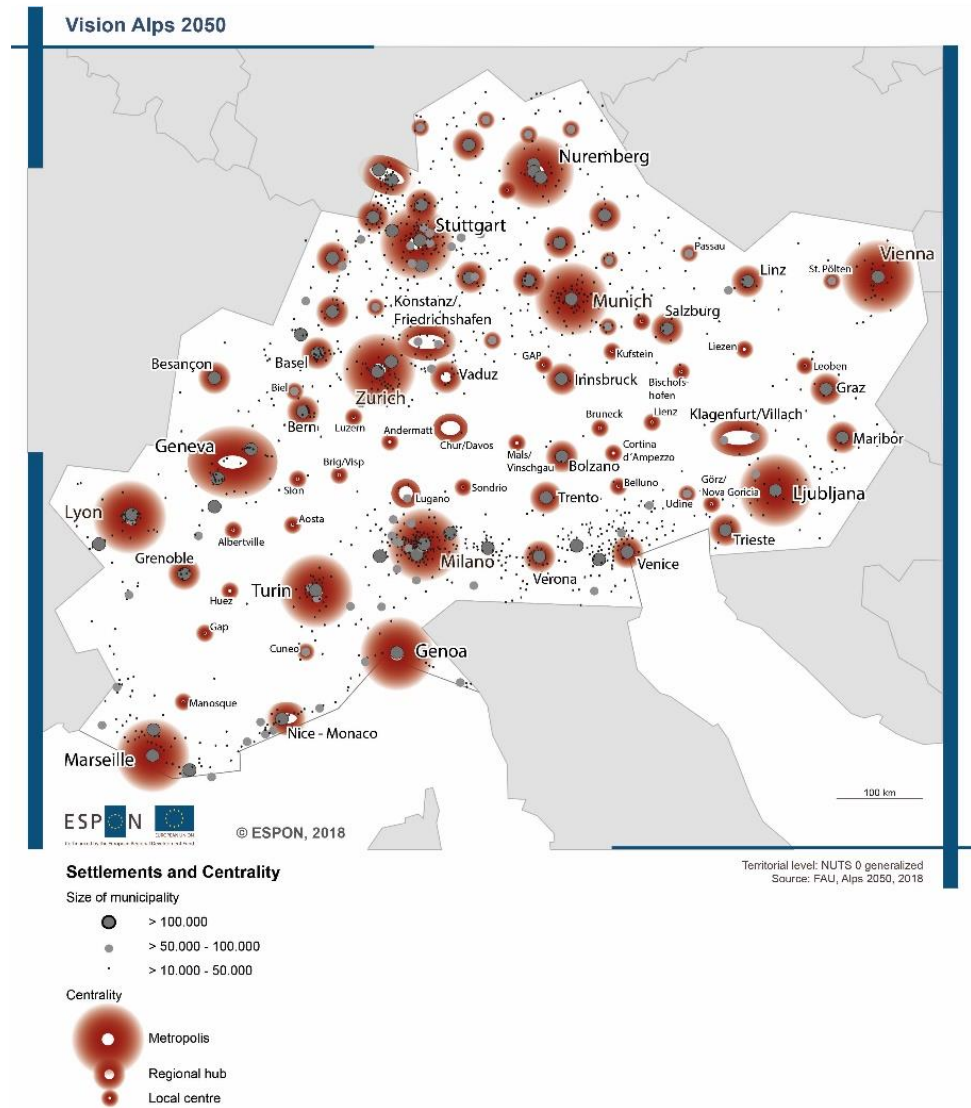 Vision Alps 2050
Nuremberg
Stuttgart
Passau
Vienna
Linz
St. Pölten
Konstanz/
Friedrichshafen
Munich
Salzburg
Basel
GAP
Kufstein
Liezen
Besançon
Vaduz
Innsbruck
Bischofs-
hofen
Leoben
Zurich
Graz
Biel
Bern
Luzern
Andermatt
Chur/Davos
Bruneck
Lienz
Klagenfurt/Villach
Maribor
Geneva
Brig/Visp
Mals/
Vinschgau
Bolzano
Cortina
d'Ampezzo
Sion
Lugano
Sondrio
Belluno
Görz/
Nova Goricia
Ljubljana
Trento
Udine
Lyon
Aosta
Albertville
Trieste
Grenoble
Milano
Verona
Venice
Turin
Huez
Gap
Cuneo
Genoa
Manosque
Nice - Monaco
Marseille
100 km
ESPON
EUROPEAN UNION
© ESPON, 2018
Territorial level: NUTS 0 generalized
Source: FAU, Alps 2050, 2018
Settlements and Centrality
Size of municipality
> 100.000
> 50.000 - 100.000
> 10.000 - 50.000
Centrality
Metropolis
Regional hub
Local centre